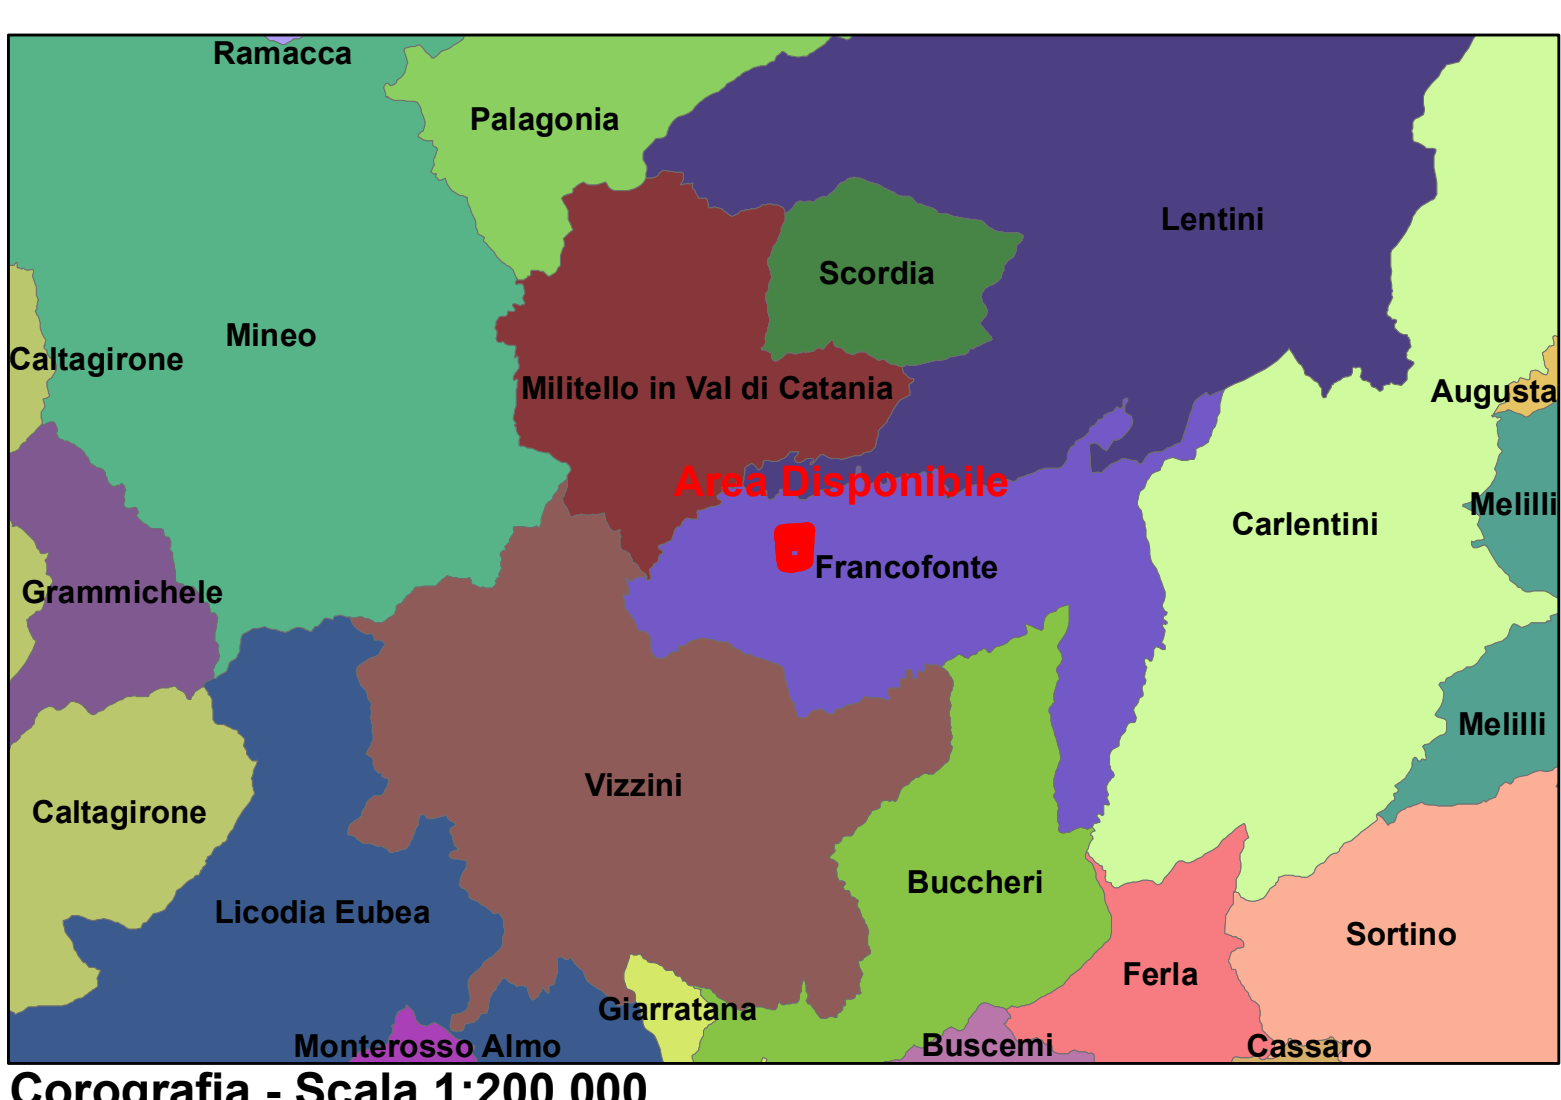 Ramacca
Palagonia
Lentini
Scordia
Mineo
Caltagirone
Militello in Val di Catania
Augusta
Area Disponibile
Melilli
Carlentini
Francofonte
Grammichele
Melilli
Vizzini
Caltagirone
Buccheri
Licodia Eubea
Sortino
Ferla
Giarratana
Monterosso Almo
Buscemi
Cassaro
Corografia - Scala 1:200.000